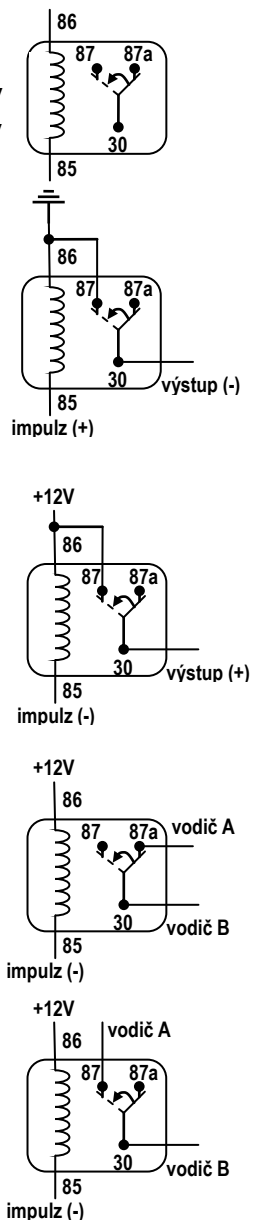 86
87 87a
30
85
86
87 87a
30
výstup (-)
85
impulz (+)
+12V
86
87 87a
30
výstup (+)
85
impulz (-)
+12V
86
87 87a
vodič A
30
vodič B
85
impulz (-)
+12V
86
vodič A
87 87a
30
vodič B
85
impulz (-)